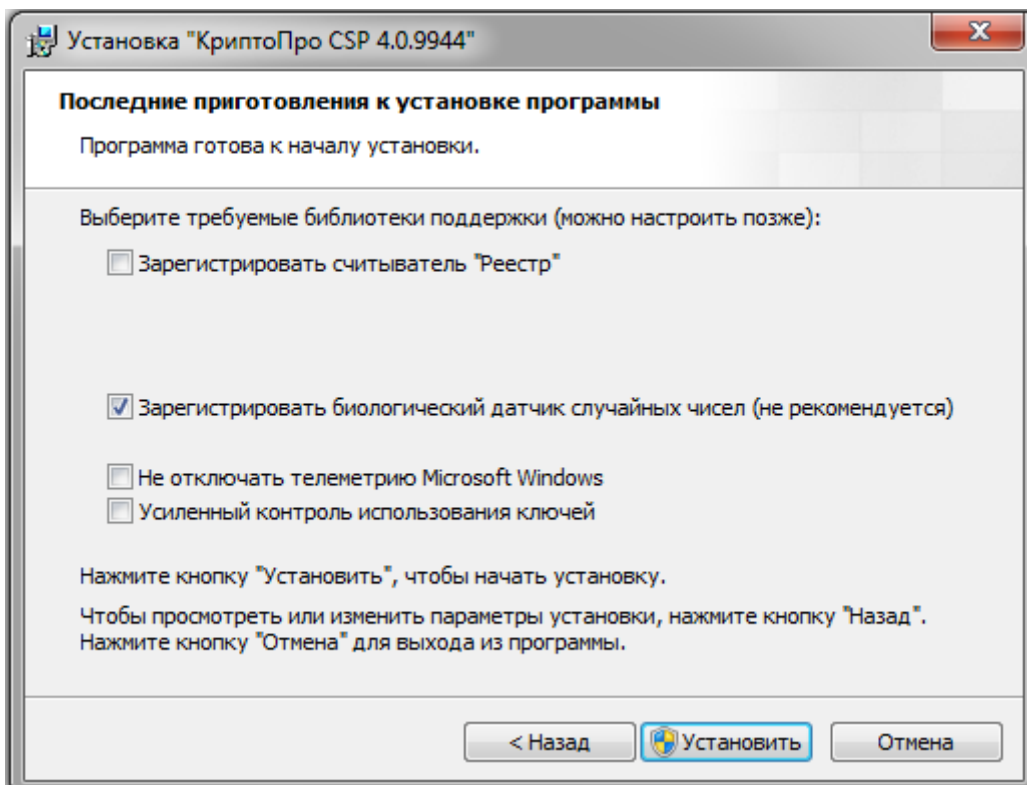 Установка "КриптоПро CSP 4.0.9944"
Последние приготовления к установке программы
Программа готова к началу установки.
Выберите требуемые библиотеки поддержки (можно настроить позже):
Зарегистрировать считыватель "Реестр"
Зарегистрировать биологический датчик случайных чисел (не рекомендуется)
Не отключать телеметрию Microsoft Windows
Усиленный контроль использования ключей
Нажмите кнопку "Установить", чтобы начать установку.
Чтобы просмотреть или изменить параметры установки, нажмите кнопку "Назад".
Нажмите кнопку "Отмена" для выхода из программы.
< Назад
Установить
Отмена